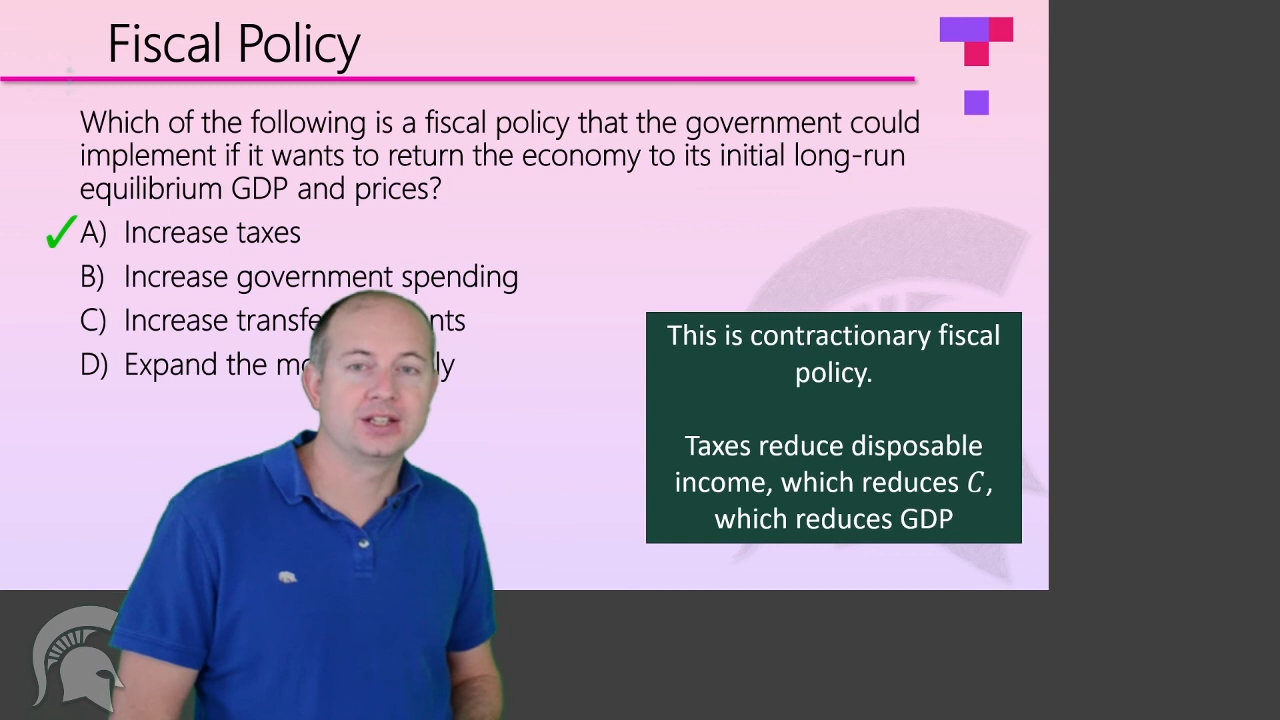 Fiscal Policy
Which of the following is a fiscal policy that the government could
implement if it wants to return the economy to its initial long-run
equilibrium GDP and prices?
✓ A) Increase taxes
B) Increase government spending
C) Increase
D) Expand the
This is contractionary fiscal
policy.
Taxes reduce disposable
income, which reduces C,
which reduces GDP